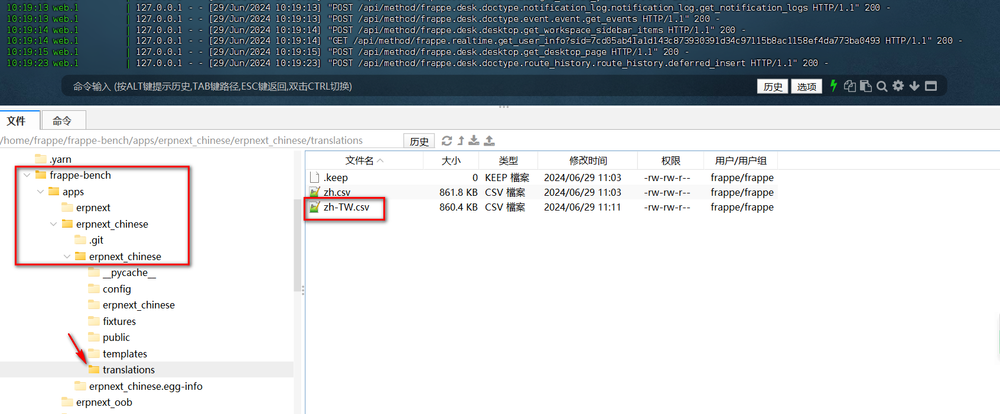 10:19:13 web.1 | 127.0.0.1 - - [29/Jun/2024 10:19:13] "POST /api/method/frappe.desk.doctype.notification_log.notification_log.get_notification_logs HTTP/1.1" 200 -
10:19:13 web.1 | 127.0.0.1 - - [29/Jun/2024 10:19:13] "POST /api/method/frappe.desk.doctype.event.event.get_events HTTP/1.1" 200 -
10:19:14 web.1 | 127.0.0.1 - - [29/Jun/2024 10:19:14] "POST /api/method/frappe.desk.desktop.get_workspace_sidebar_items HTTP/1.1" 200 -
10:19:14 web.1 | 127.0.0.1 - - [29/Jun/2024 10:19:14] "GET /api/method/frappe.realtime.get_user_info?sid=7cd05ab41a1d143c873930391d34c97115b8ac1158ef4da773ba0493 HTTP/1.1" 200 -
10:19:15 web.1 | 127.0.0.1 - - [29/Jun/2024 10:19:15] "POST /api/method/frappe.desk.desktop.get_desktop_page HTTP/1.1" 200 -
10:19:23 web.1 | 127.0.0.1 - - [29/Jun/2024 10:19:23] "POST /api/method/frappe.desk.doctype.route_history.route_history.deferred_insert HTTP/1.1" 200 -
命令输入 (按ALT键提示历史,TAB键路径,ESC键返回,双击CTRL切换) 历史 选项
文件 命令
/home/frappe/frappe-bench/apps/erpnext_chinese/erpnext_chinese/translations 历史
.yarn
frappe-bench
apps
erpnext
erpnext_chinese
.git
erpnext_chinese
__pycache__
config
erpnext_chinese
fixtures
public
templates
translations
erpnext_chinese.egg-info
erpnext_oob
文件名 大小 类型 修改时间 权限 用户/用户组
.keep 0 KEEP 檔案 2024/06/29 11:03 -rw-rw-r-- frappe/frappe
zh.csv 861.8 KB CSV 檔案 2024/06/29 11:03 -rw-rw-r-- frappe/frappe
zh-TW.csv 860.4 KB CSV 檔案 2024/06/29 11:11 -rw-rw-r-- frappe/frappe